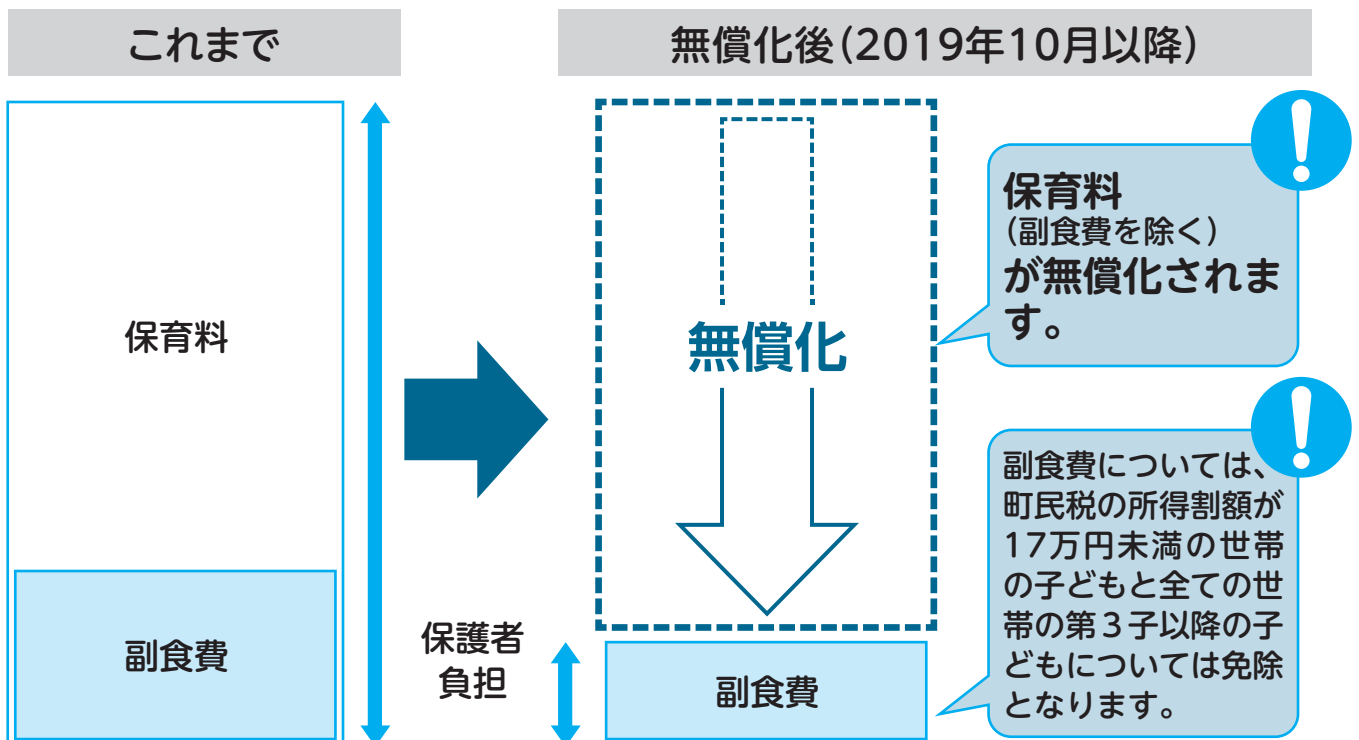 これまで
無償化後(2019年10月以降)
保育料
副食費
保護者
負担
無償化
副食費
保育料
(副食費を除く)
が無償化されま
す。
副食費については、
町民税の所得割額が
17万円未満の世帯
の子どもと全ての世
帯の第3子以降の子
どもについては免除
となります。